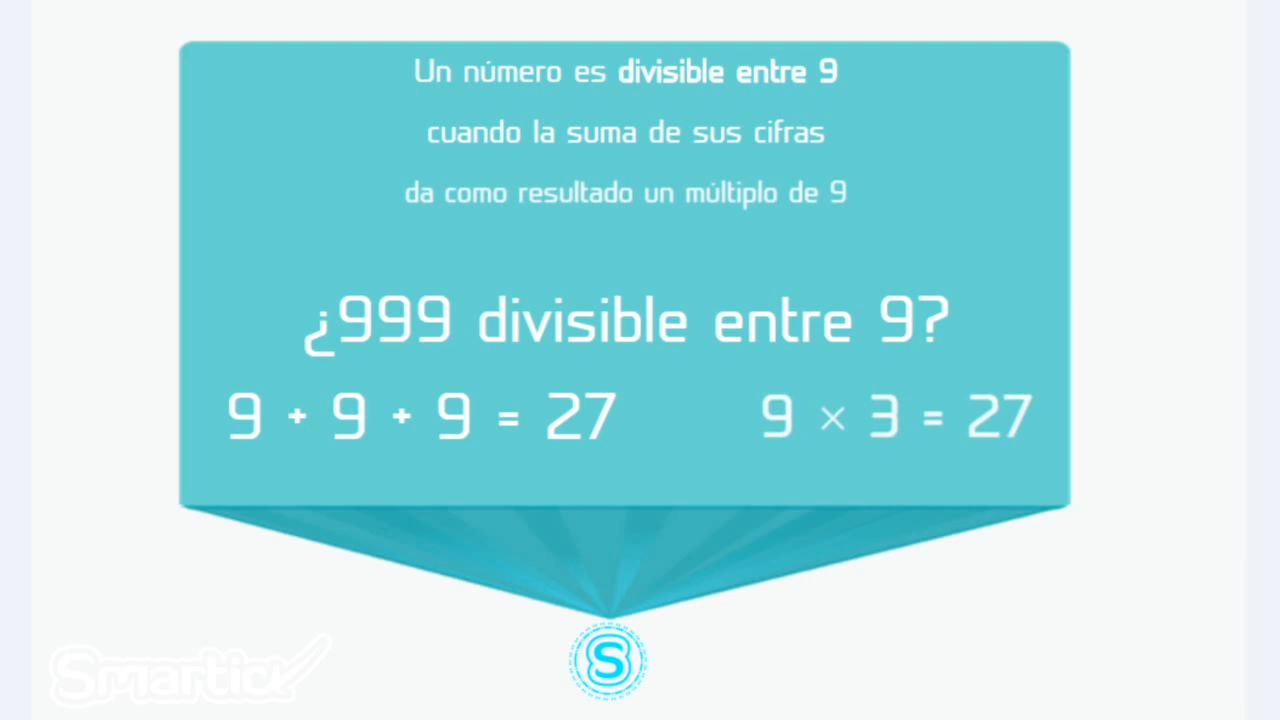 Un número es divisible entre 9
cuando la suma de sus cifras
da como resultado un múltiplo de 9
¿999 divisible entre 9?
9 + 9 + 9 = 27 9 × 3 = 27
S
Smartick